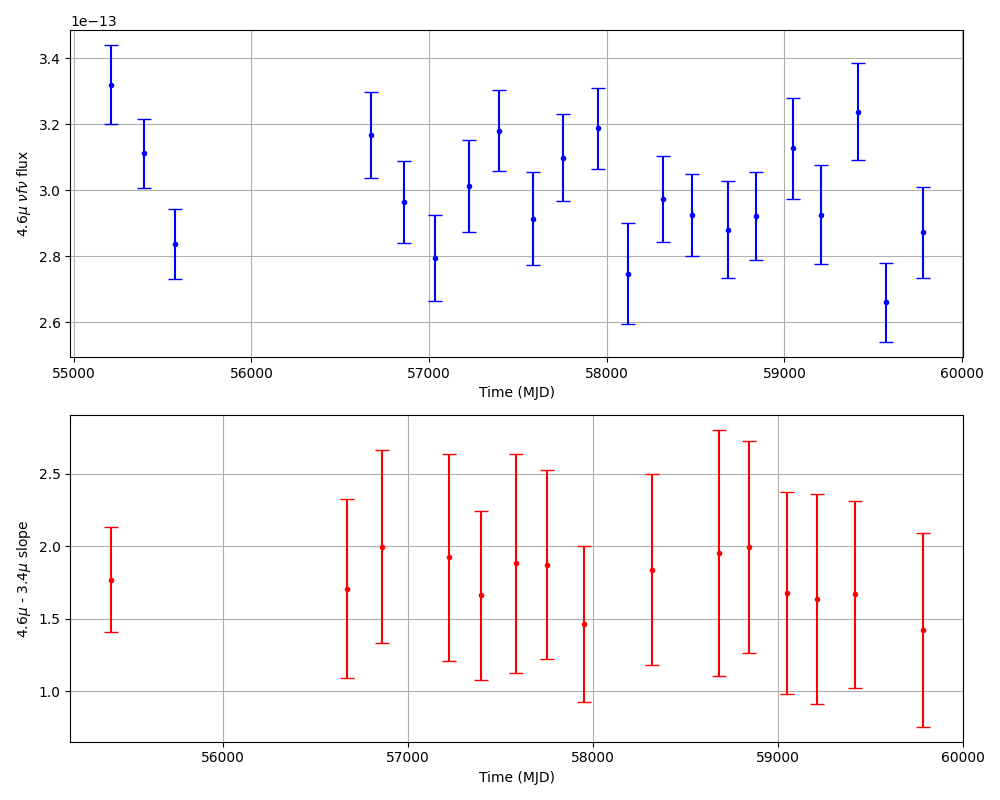 1e−13
3.4
3.2
3.0
2.8
2.6
4.6μ νfν flux
55000 56000 57000 58000 59000 60000
Time (MJD)
2.5
2.0
1.5
1.0
4.6μ - 3.4μ slope
56000 57000 58000 59000 60000
Time (MJD)